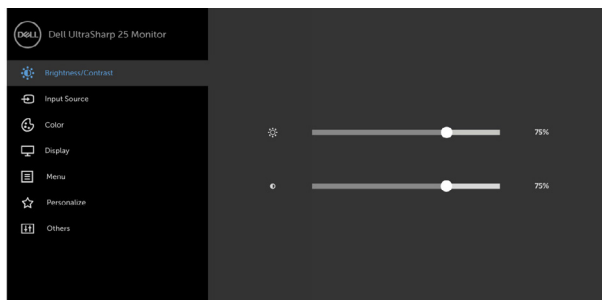 DELL
Dell UltraSharp 25 Monitor
Brightness/Contrast
Input Source
Color
75%
Display
Menu
75%
Personalize
Others